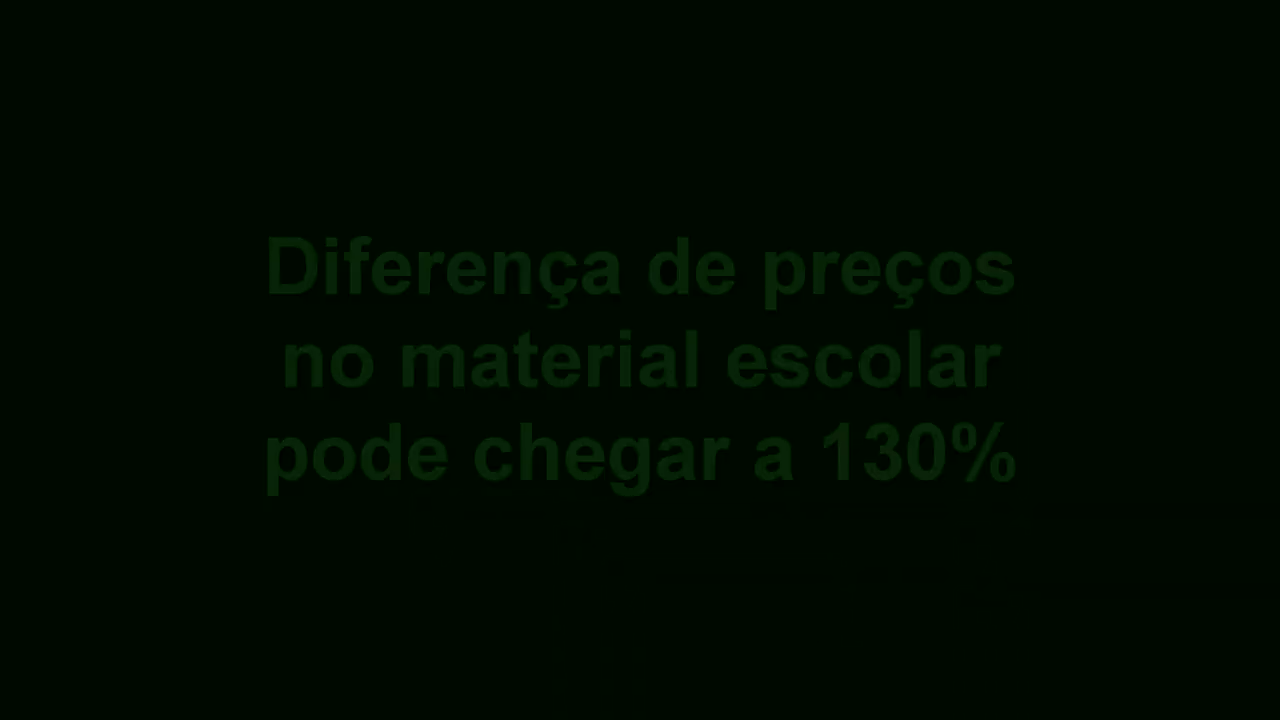 Diferença de preços
no material escolar
pode chegar a 130%